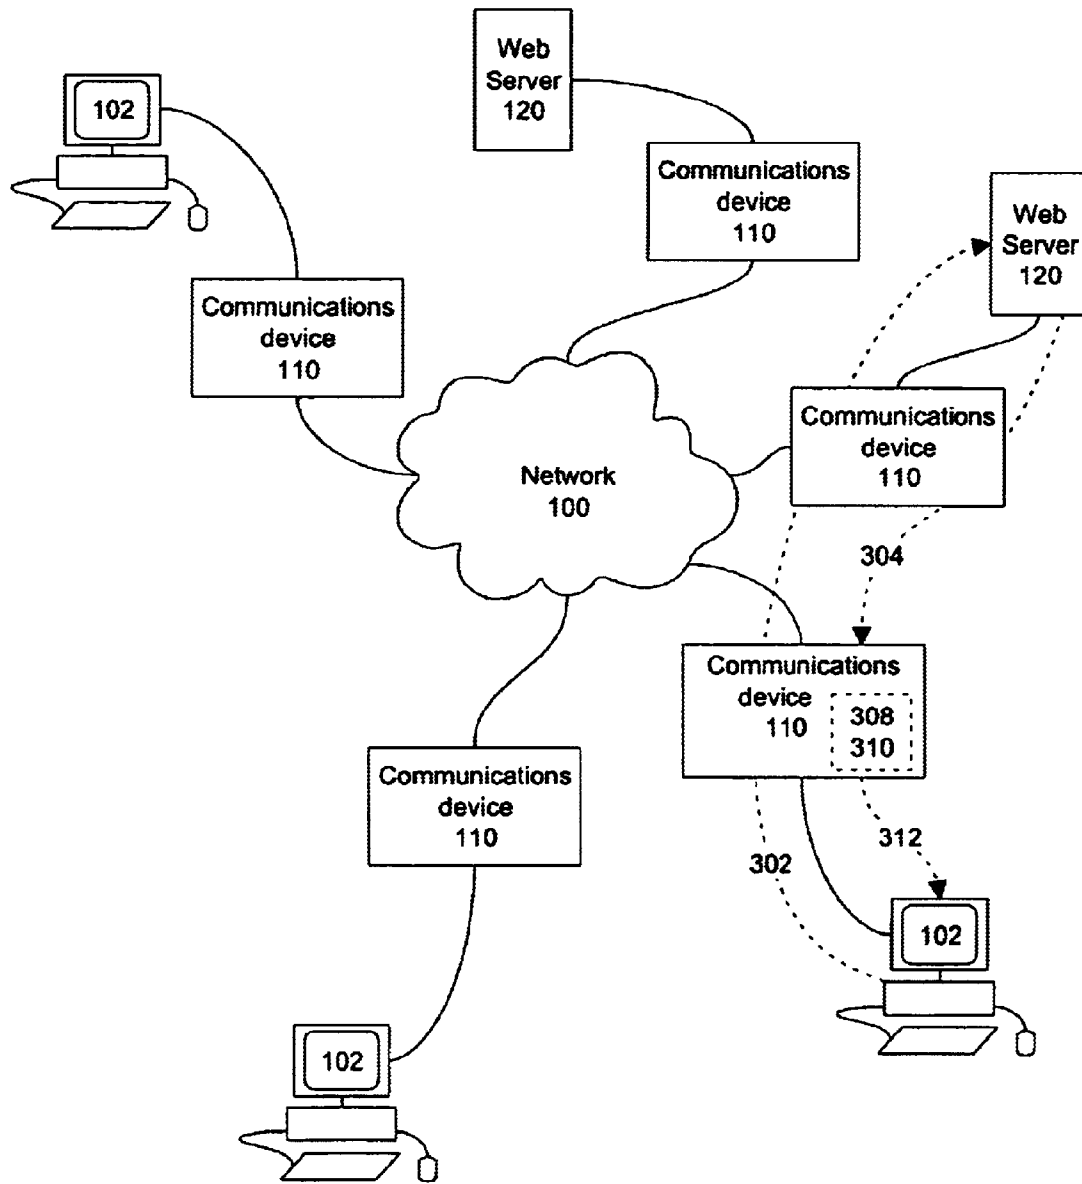 Web
Server
120
102
Communications
device
110
Web
Server
120
Communications
device
110
Communications
device
110
Network
100
304
Communications
device
110
308
310
Communications
device
110
312
302
102
102